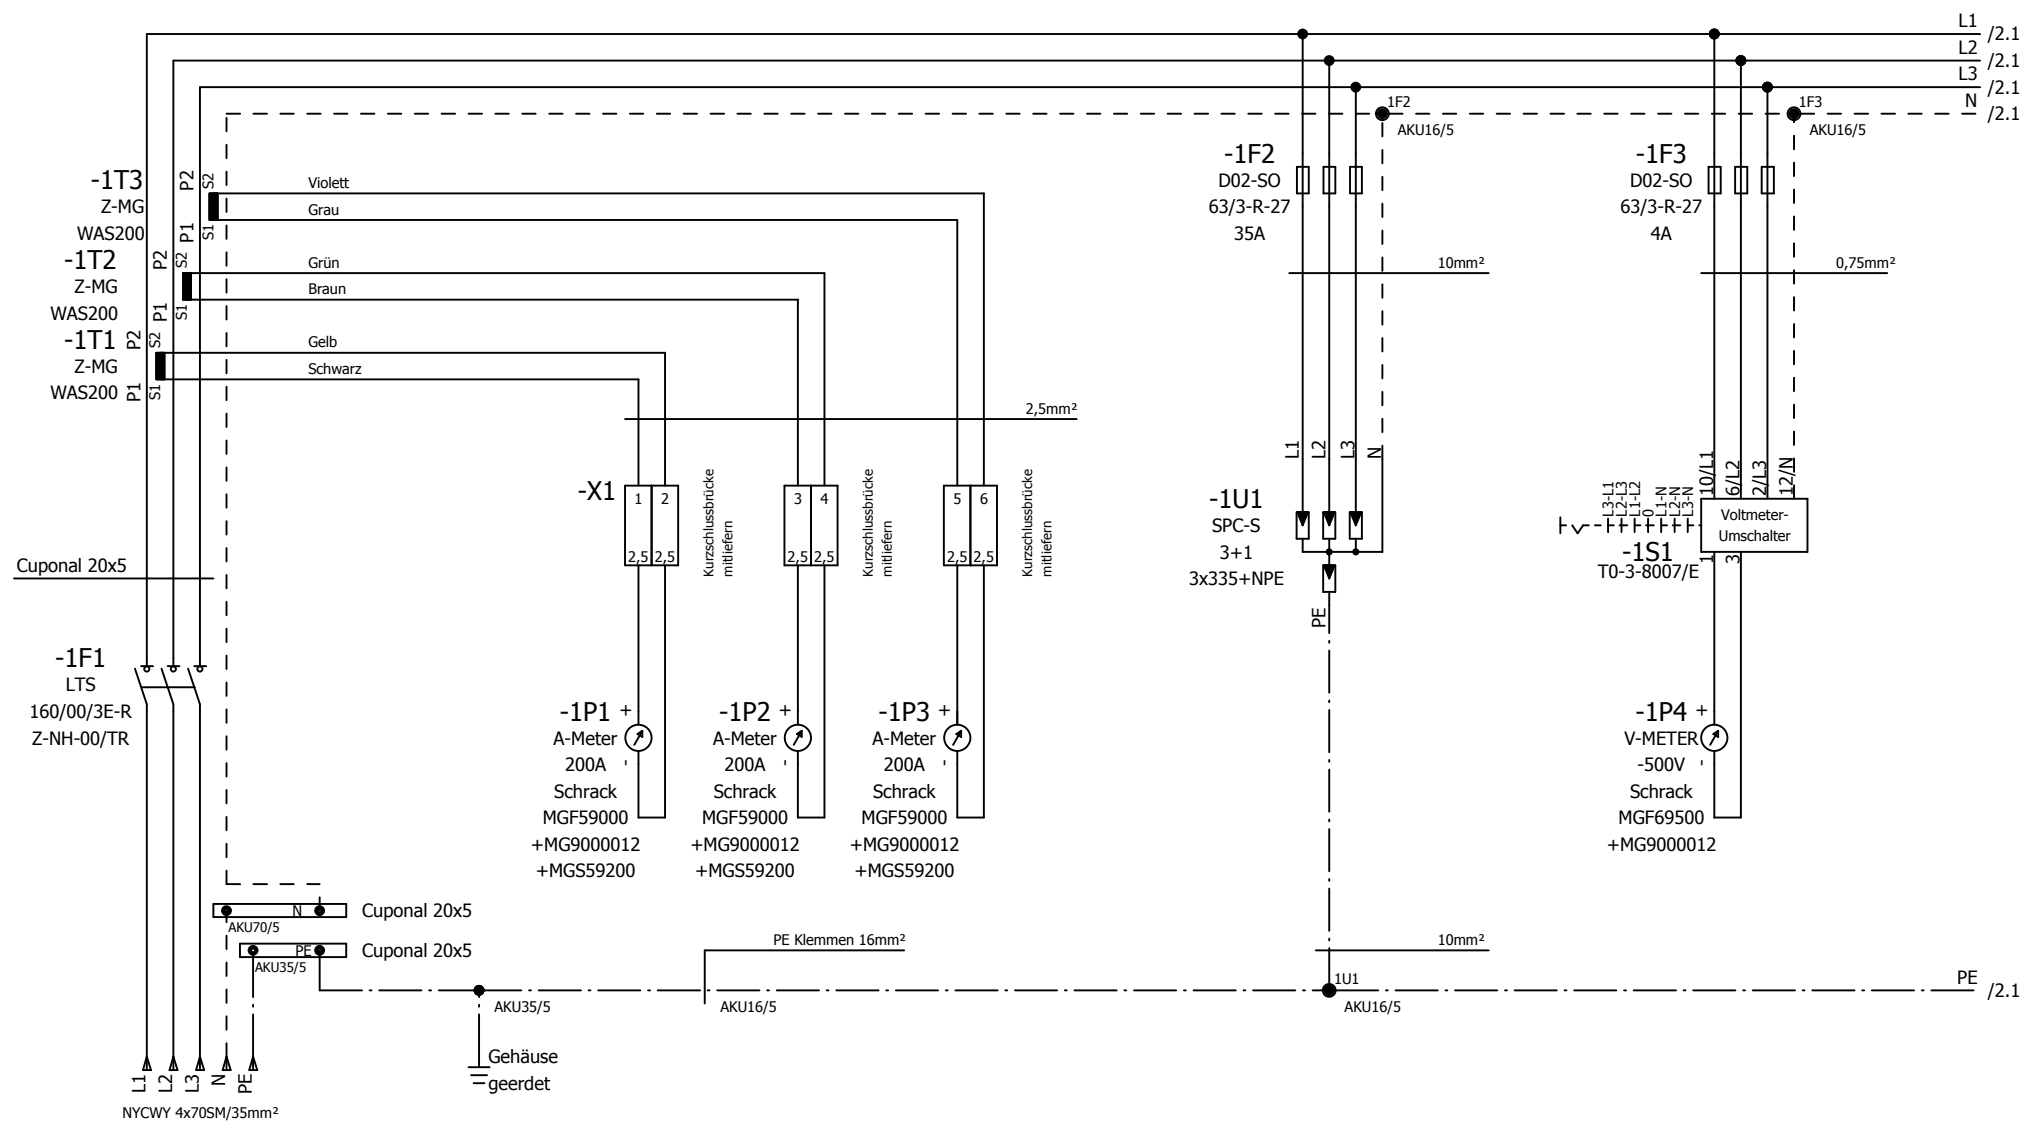 L1
/2.1
L2
/2.1
L3
/2.1
N
/2.1
1F2
AKU16/5
1F3
AKU16/5
-1T3
Z-MG
WAS200
P2
P1
S2
S1
Violett
Grau
-1T2
Z-MG
WAS200
P2
P1
S2
S1
Grün
Braun
-1T1
Z-MG
WAS200
P2
P1
S2
S1
Gelb
Schwarz
-1F2
D02-SO
63/3-R-27
35A
10mm²
-1F3
D02-SO
63/3-R-27
4A
0,75mm²
2,5mm²
-X1
1
2
2,5
2,5
Kurzschlussbrücke
mitliefern
3
4
2,5
2,5
Kurzschlussbrücke
mitliefern
5
6
2,5
2,5
Kurzschlussbrücke
mitliefern
L1
L2
L3
N
-1U1
SPC-S
3+1
3x335+NPE
PE
10/L1
6/L2
2/L3
12/N
L3-L1
L2-L3
L1-L2
0
L1-N
L2-N
L3-N
Voltmeter-
Umschalter
-1S1
T0-3-8007/E
1
3
Cuponal 20x5
-1F1
LTS
160/00/3E-R
Z-NH-00/TR
-1P1
+
A-Meter
200A
-
Schrack
MGF59000
+MG9000012
+MGS59200
-1P2
+
A-Meter
200A
-
Schrack
MGF59000
+MG9000012
+MGS59200
-1P3
+
A-Meter
200A
-
Schrack
MGF59000
+MG9000012
+MGS59200
-1P4
+
V-METER
-500V
-
Schrack
MGF69500
+MG9000012
N
Cuponal 20x5
AKU70/5
PE
Cuponal 20x5
AKU35/5
PE Klemmen 16mm²
10mm²
AKU35/5
AKU16/5
1U1
AKU16/5
PE
/2.1
Gehäuse
geerdet
L1
L2
L3
N
PE
NYCWY 4x70SM/35mm²